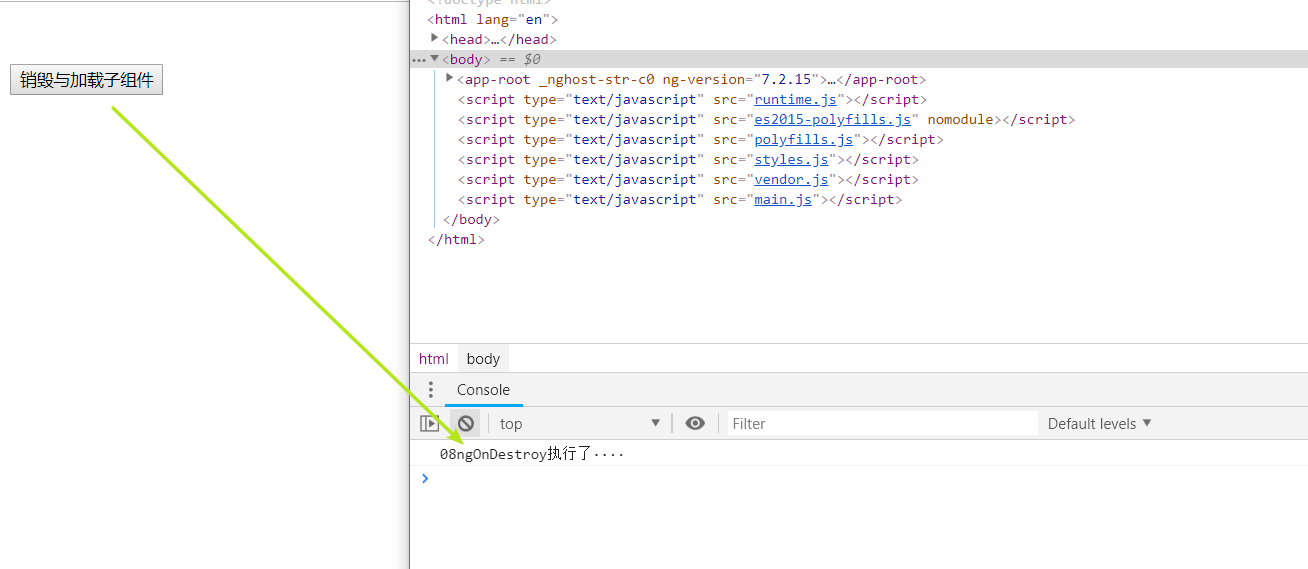 <!doctype html>
<html lang="en">
<head>…</head>
<body> == $0
<app-root _nghost-str-c0 ng-version="7.2.15">…</app-root>
<script type="text/javascript" src="runtime.js"></script>
<script type="text/javascript" src="es2015-polyfills.js" nomodule></script>
<script type="text/javascript" src="polyfills.js"></script>
<script type="text/javascript" src="styles.js"></script>
<script type="text/javascript" src="vendor.js"></script>
<script type="text/javascript" src="main.js"></script>
</body>
</html>
销毁与加载子组件
html body
Console
top Filter Default levels
08ngOnDestroy执行了····